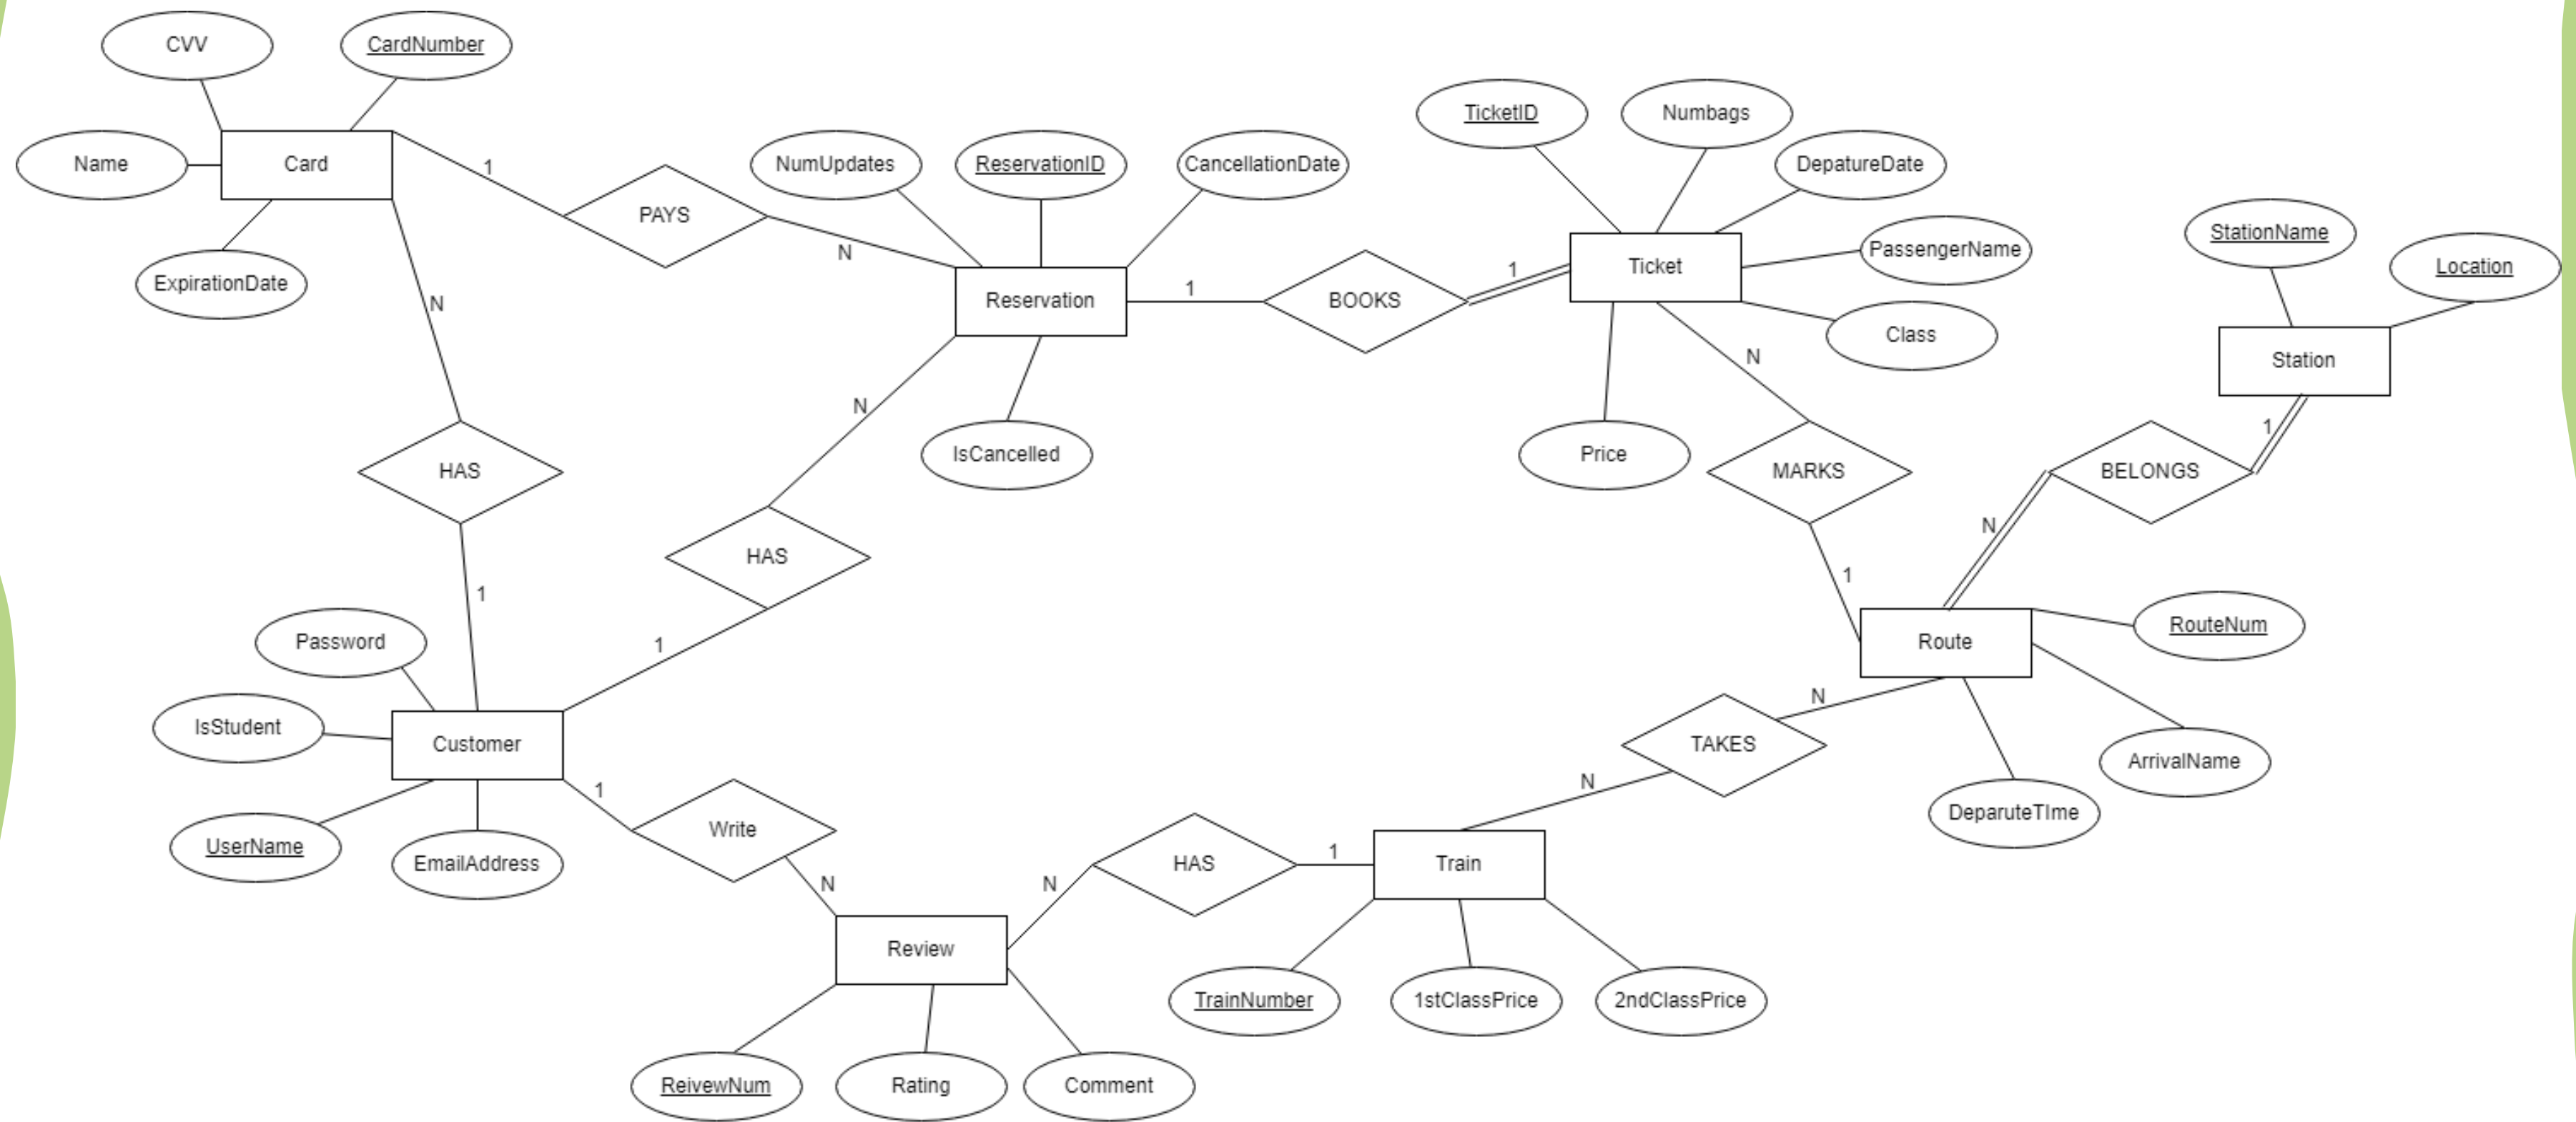 CVV
CardNumber
Name
Card
ExpirationDate
1
PAYS
N
NumUpdates
ReservationID
CancellationDate
Reservation
IsCancelled
1
BOOKS
1
TicketID
Numbags
DepatureDate
PassengerName
Ticket
Class
Price
StationName
Location
Station
N
HAS
1
N
HAS
1
N
MARKS
1
1
BELONGS
N
Password
IsStudent
Customer
UserName
EmailAddress
Route
RouteNum
ArrivalName
DeparuteTIme
N
TAKES
N
1
Write
N
N
HAS
1
Train
TrainNumber
1stClassPrice
2ndClassPrice
Review
ReivewNum
Rating
Comment